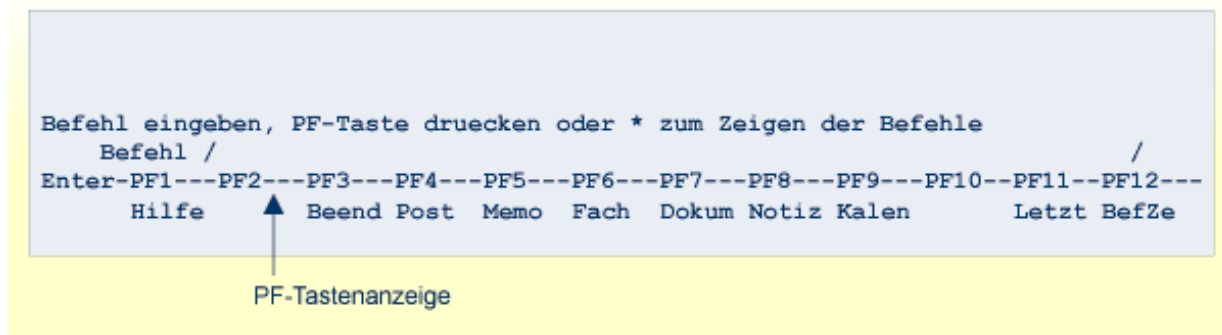 Befehl eingeben, PF-Taste druecken oder * zum Zeigen der Befehle
Befehl / /
Enter-PF1---PF2---PF3---PF4---PF5---PF6---PF7---PF8---PF9---PF10--PF11--PF12---
Hilfe Beend Post Memo Fach Dokum Notiz Kalen Letzt BefZe
PF-Tastenanzeige